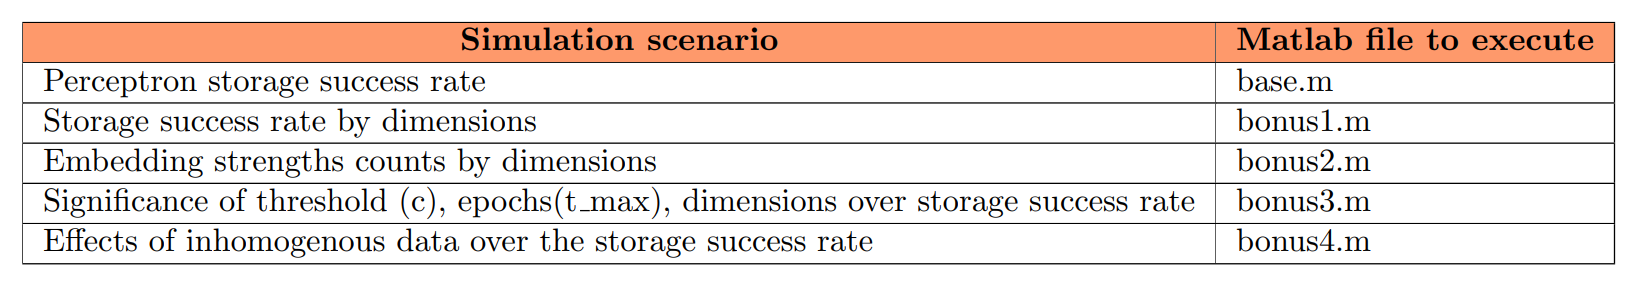 Simulation scenario Matlab file to execute
Perceptron storage success rate base.m
Storage success rate by dimensions bonus1.m
Embedding strengths counts by dimensions bonus2.m
Significance of threshold (c), epochs(t_max), dimensions over storage success rate bonus3.m
Effects of inhomogenous data over the storage success rate bonus4.m